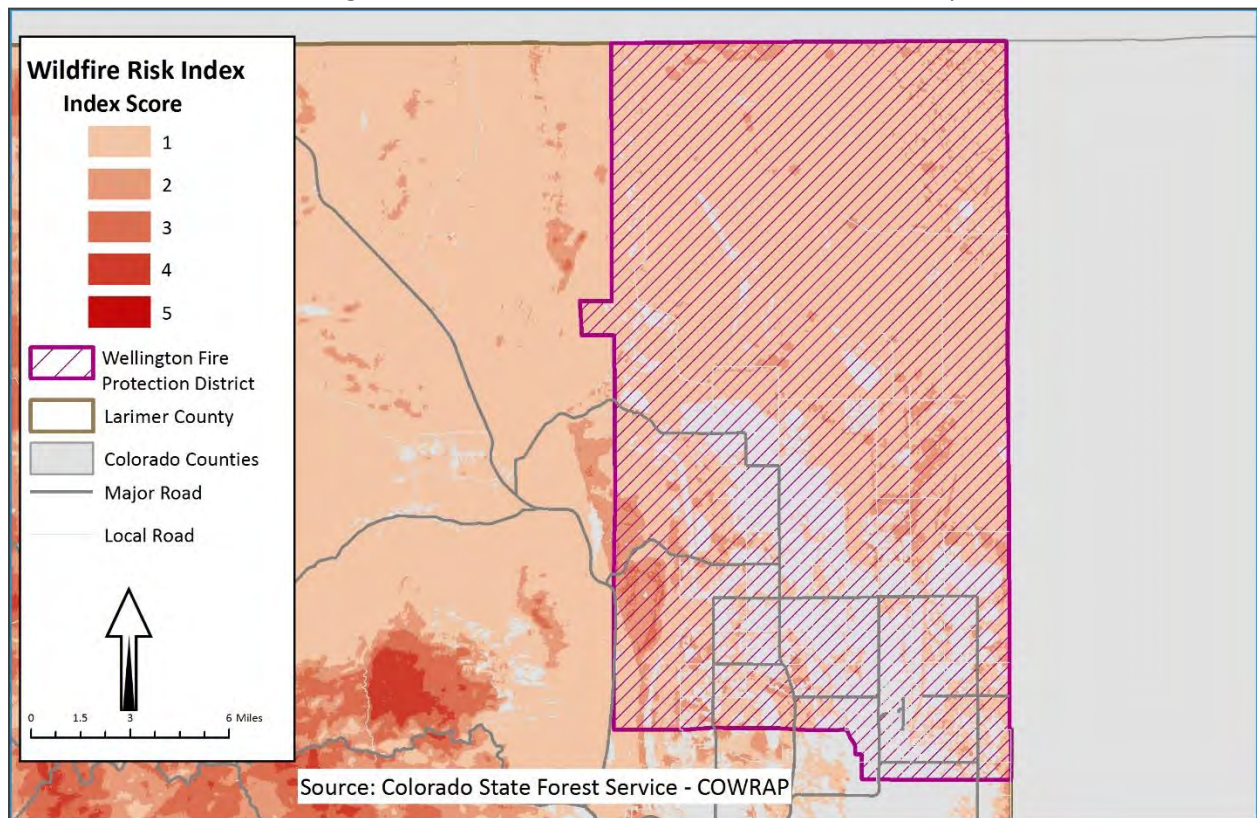 Wildfire Risk Index
Index Score
1
2
3
4
5
Wellington Fire
Protection District
Larimer County
Colorado Counties
Major Road
Local Road
0 1.5 3 6 Miles
Source: Colorado State Forest Service - COWRAP